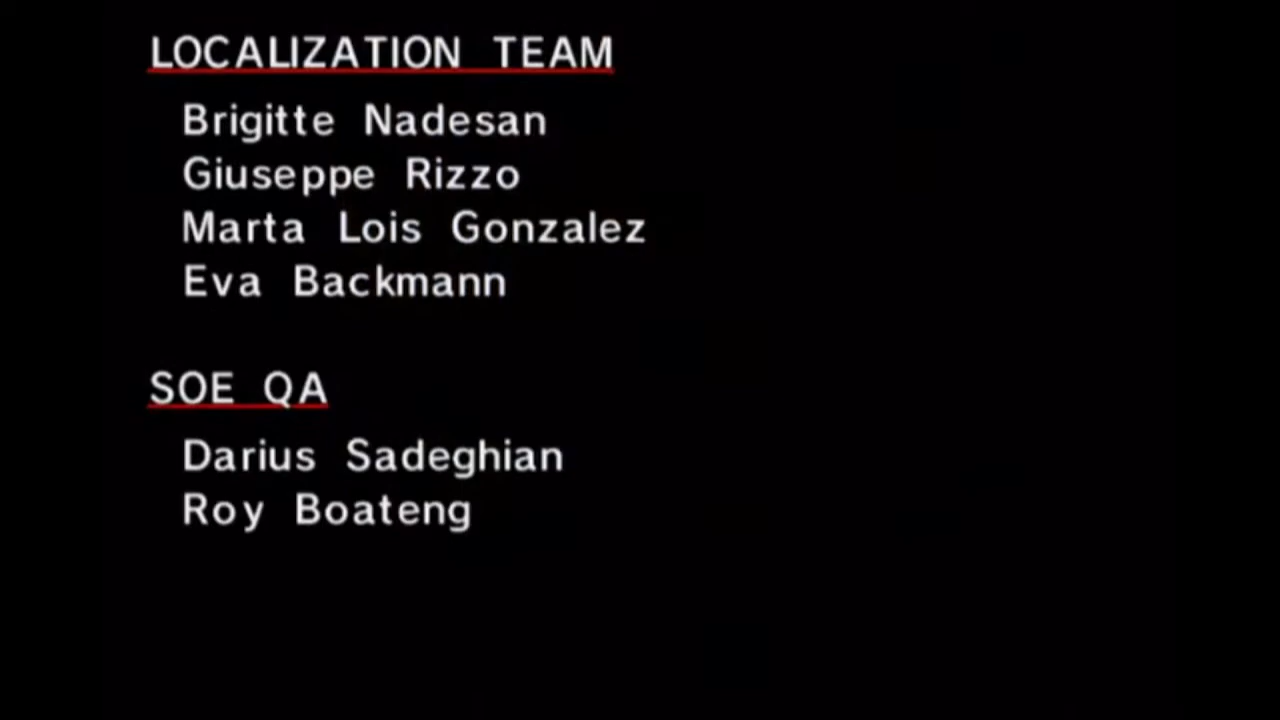 LOCALIZATION TEAM
Brigitte Nadesan
Giuseppe Rizzo
Marta Lois Gonzalez
Eva Backmann
SOE QA
Darius Sadeghian
Roy Boateng